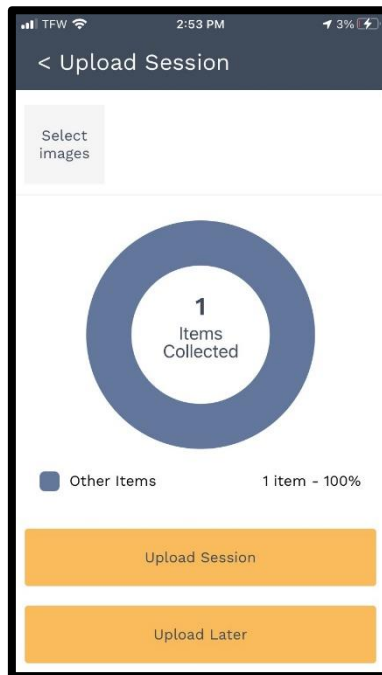 TFW 2:53 PM 3%
< Upload Session
Select
images
1
Items
Collected
Other Items 1 item - 100%
Upload Session
Upload Later